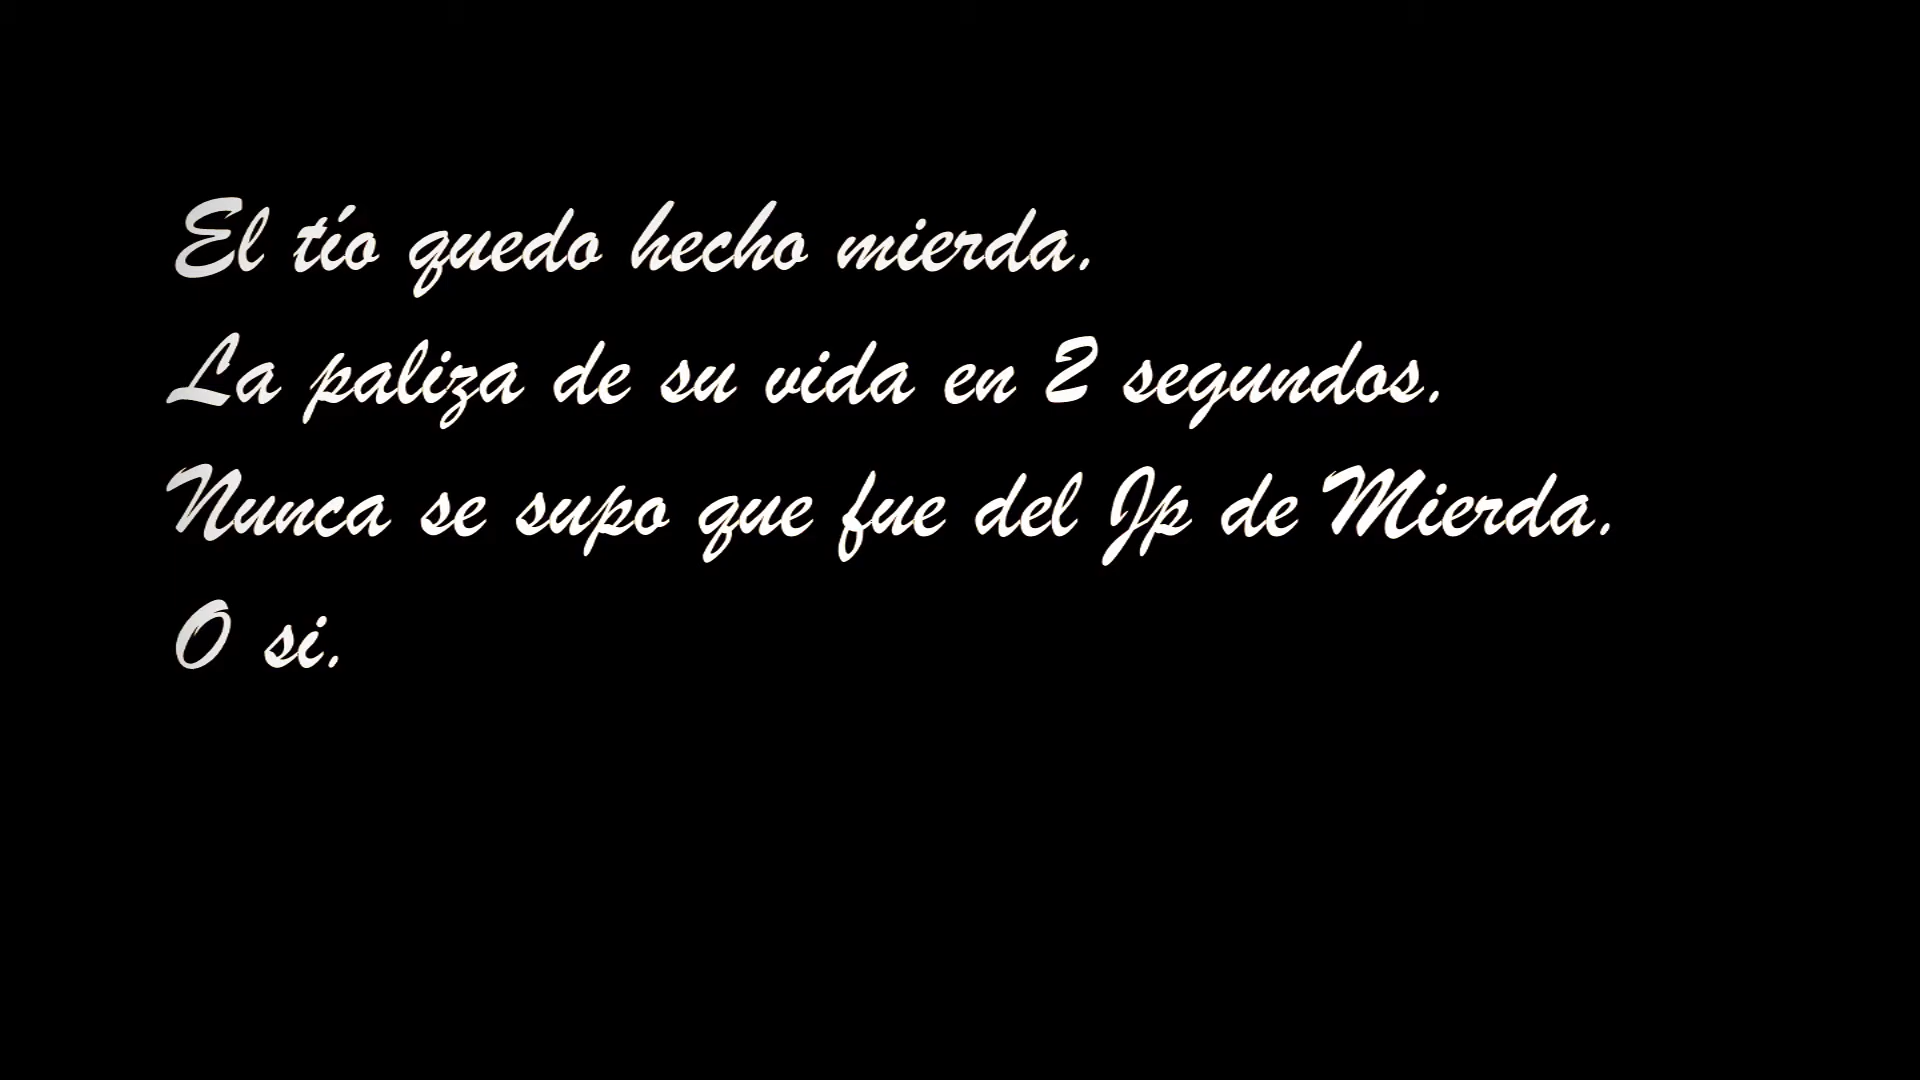 El tío quedo hecho mierda.
La paliza de su vida en 2 segundos.
Nunca se supo que fue del Jp de Mierda.
O si.